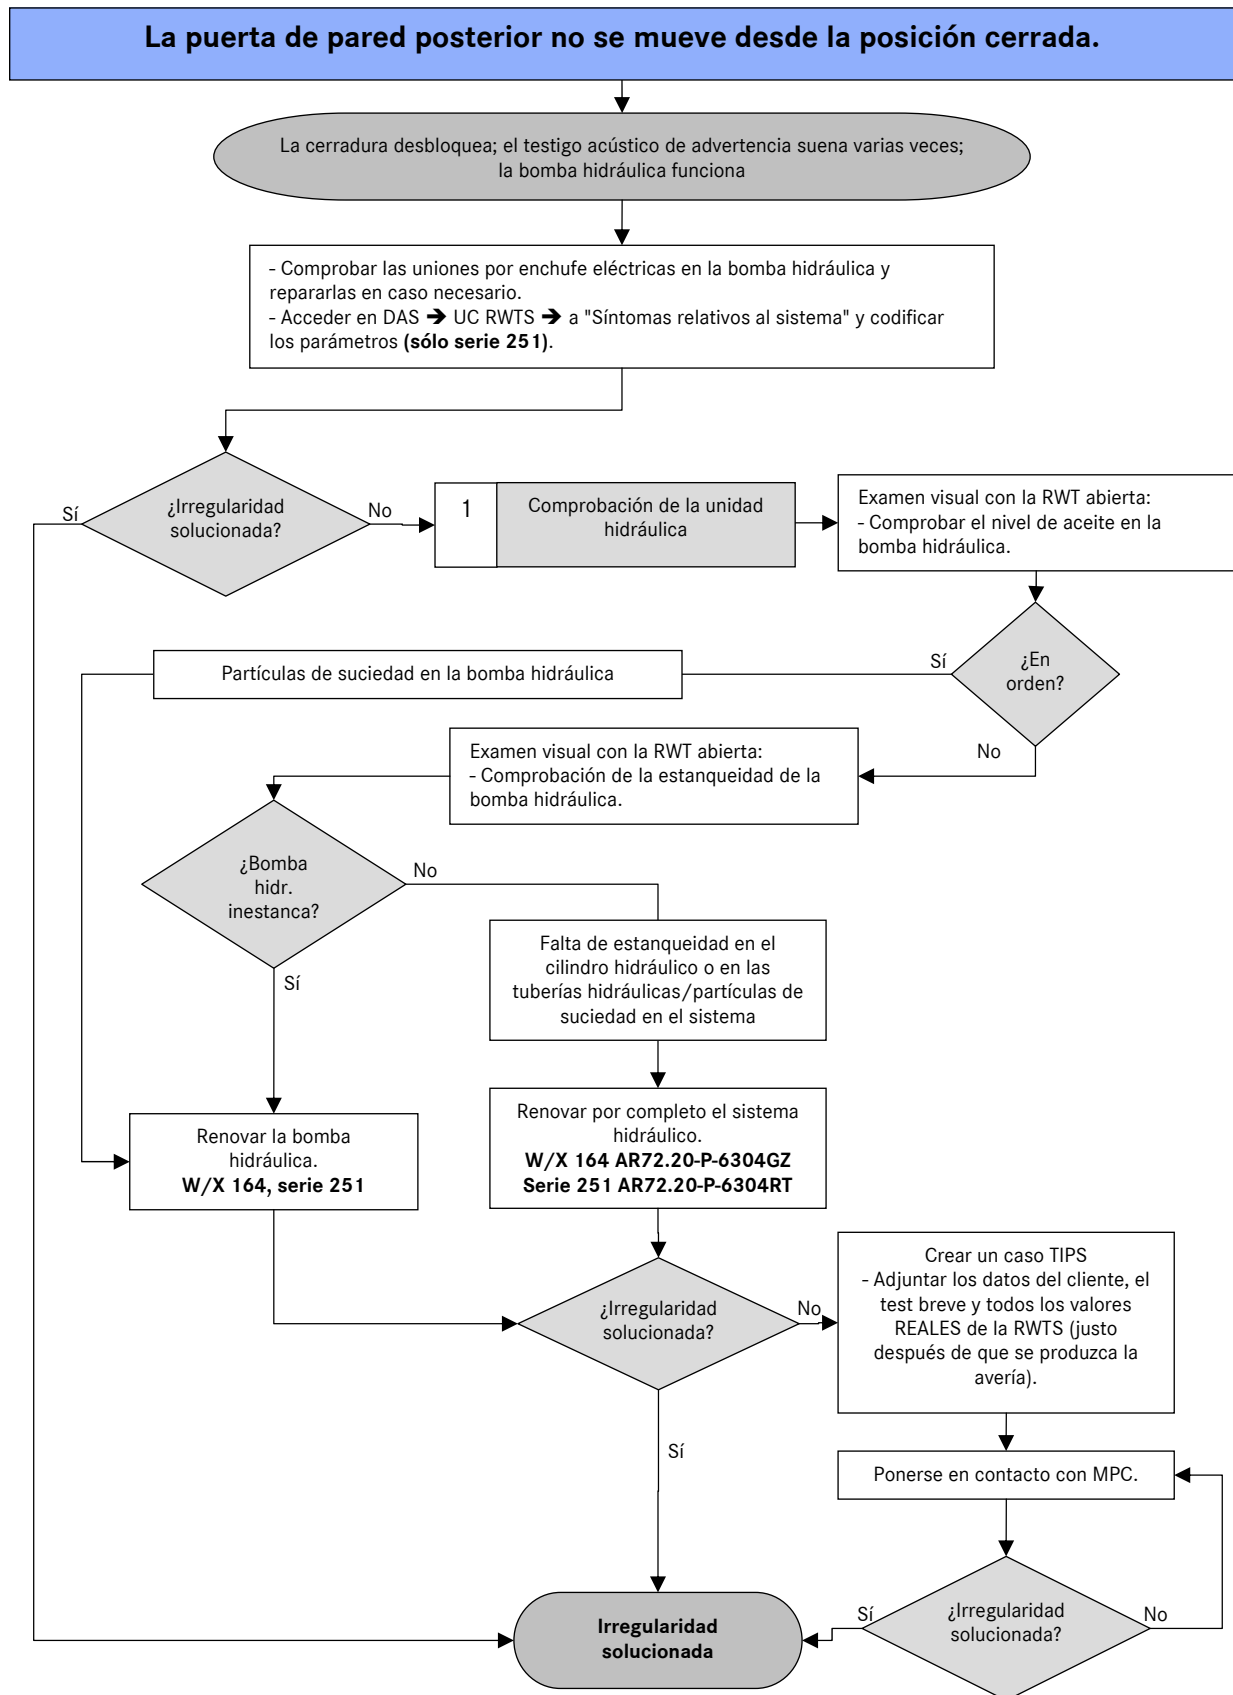 La puerta de pared posterior no se mueve desde la posición cerrada.
La cerradura desbloquea; el testigo acústico de advertencia suena varias veces;
la bomba hidráulica funciona
- Comprobar las uniones por enchufe eléctricas en la bomba hidráulica y
repararlas en caso necesario.
- Acceder en DAS ➔ UC RWTS ➔ a "Síntomas relativos al sistema" y codificar
los parámetros (sólo serie 251).
¿Irregularidad
solucionada?
Sí
No
1
Comprobación de la unidad
hidráulica
Examen visual con la RWT abierta:
- Comprobar el nivel de aceite en la
bomba hidráulica.
¿En
orden?
Sí
No
Partículas de suciedad en la bomba hidráulica
Examen visual con la RWT abierta:
- Comprobación de la estanqueidad de la
bomba hidráulica.
¿Bomba
hidr.
inestanca?
No
Sí
Falta de estanqueidad en el
cilindro hidráulico o en las
tuberías hidráulicas/partículas de
suciedad en el sistema
Renovar la bomba
hidráulica.
W/X 164, serie 251
Renovar por completo el sistema
hidráulico.
W/X 164 AR72.20-P-6304GZ
Serie 251 AR72.20-P-6304RT
¿Irregularidad
solucionada?
No
Sí
Crear un caso TIPS
- Adjuntar los datos del cliente, el
test breve y todos los valores
REALES de la RWTS (justo
después de que se produzca la
avería).
Ponerse en contacto con MPC.
¿Irregularidad
solucionada?
Sí
No
Irregularidad
solucionada